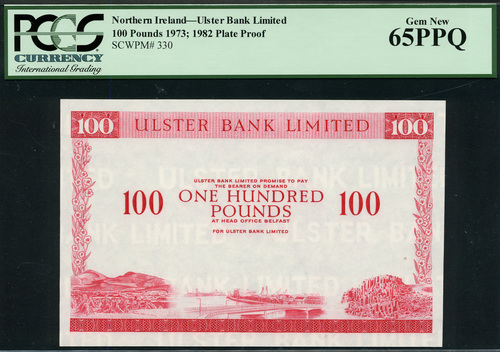 PCGS
CURRENCY
International Grading
Northern Ireland—Ulster Bank Limited
100 Pounds 1973; 1982 Plate Proof
SCWPM# 330
Gem New
65PPQ
100 ULSTER BANK LIMITED 100
ULSTER BANK LIMITED PROMISE TO PAY
THE BEARER ON DEMAND
100 ONE HUNDRED 100
POUNDS
AT HEAD OFFICE BELFAST
FOR ULSTER BANK LIMITED